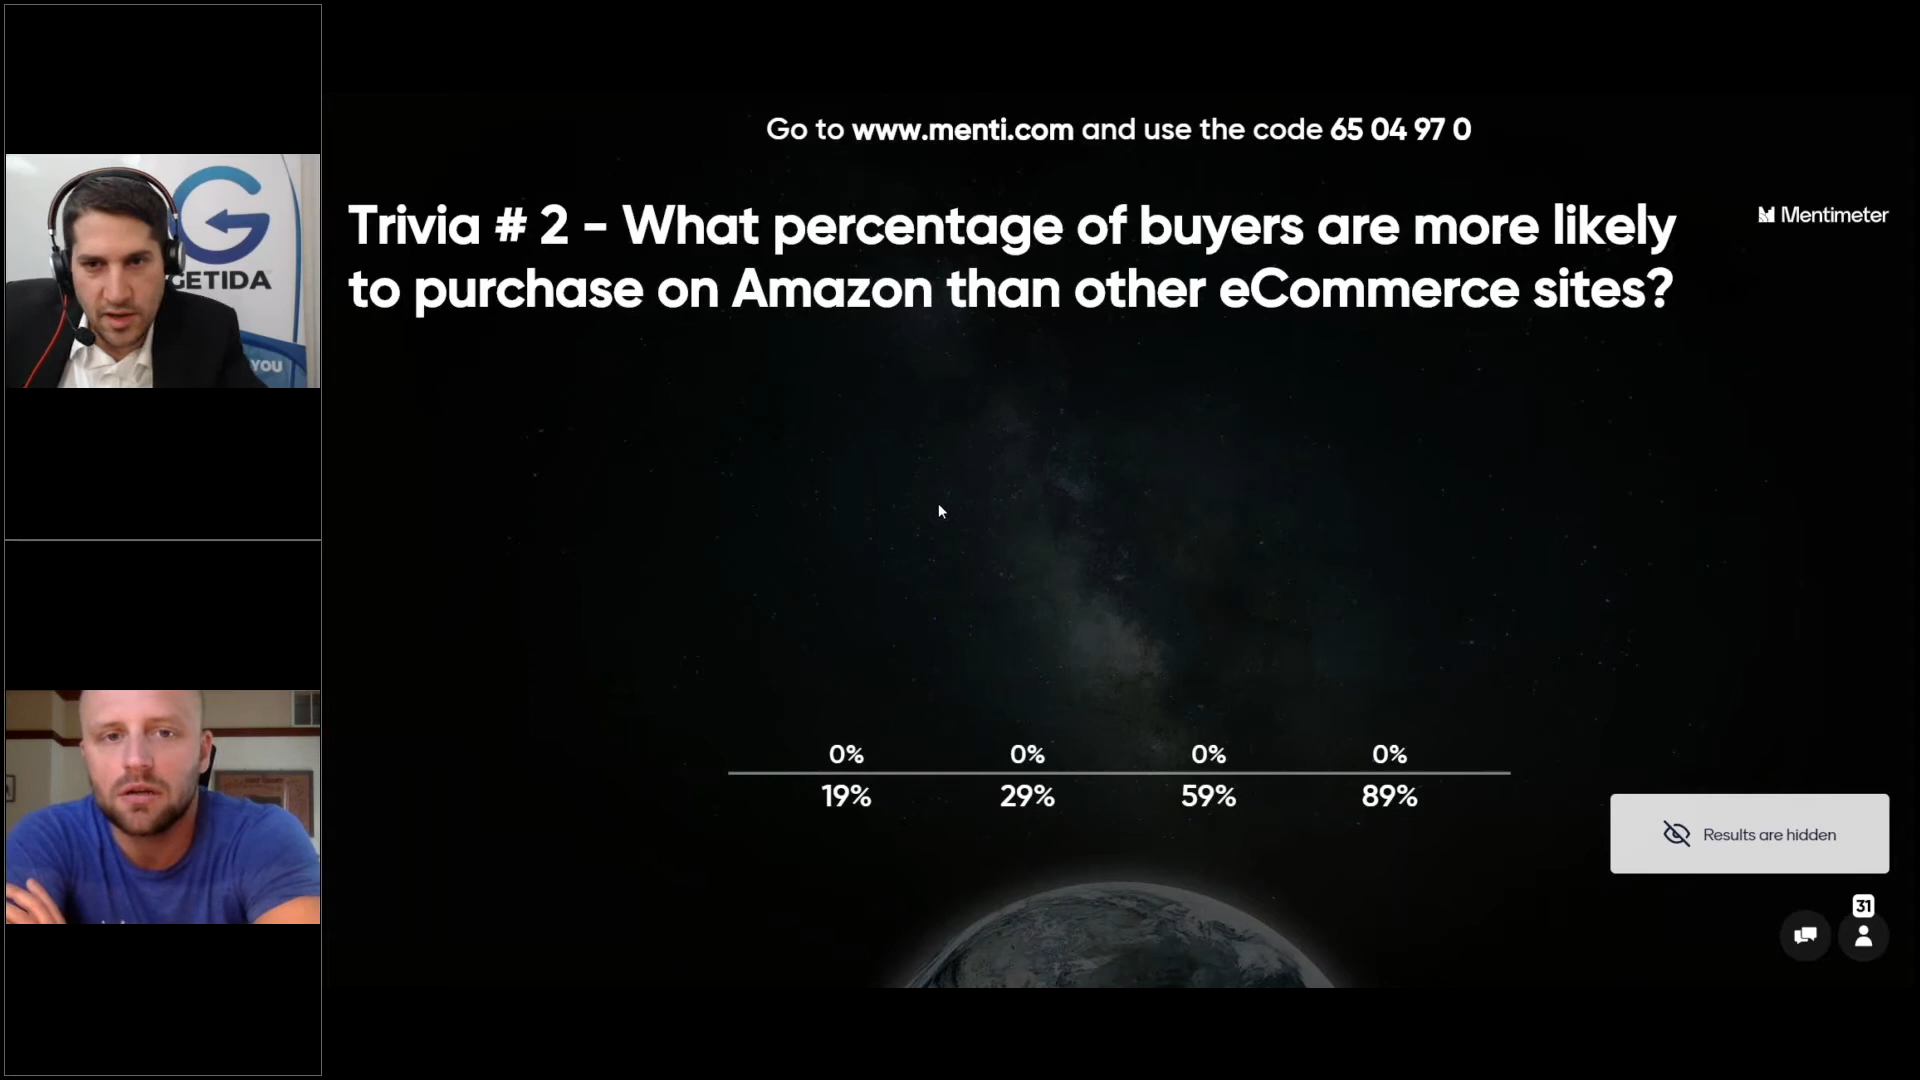 Go to www.menti.com and use the code 65 04 97 0
Trivia # 2 - What percentage of buyers are more likely
to purchase on Amazon than other eCommerce sites?
Mentimeter
GETIDA
YOU
0% 0% 0% 0%
19% 29% 59% 89%
Results are hidden
31